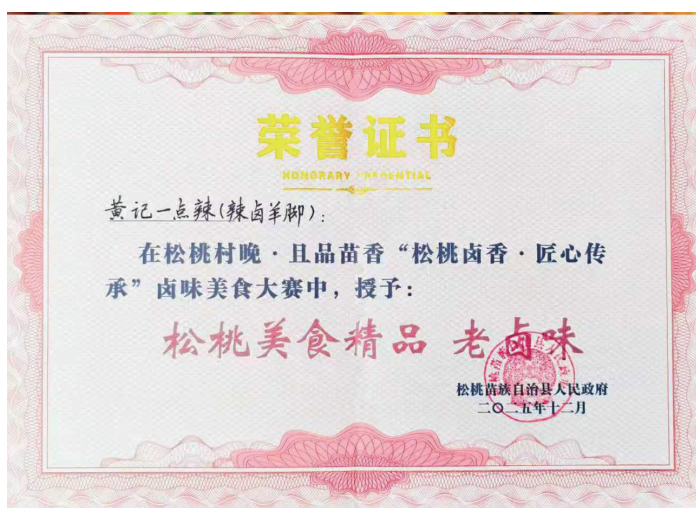 荣誉证书
HONORARY CREDENTIAL
黄记一点辣(辣卤羊脚):
在松桃村晚·且品苗香“松桃卤香·匠心传
承”卤味美食大赛中，授予：
松桃美食精品 老卤味
松桃苗族自治县人民政府
二〇二五年十二月